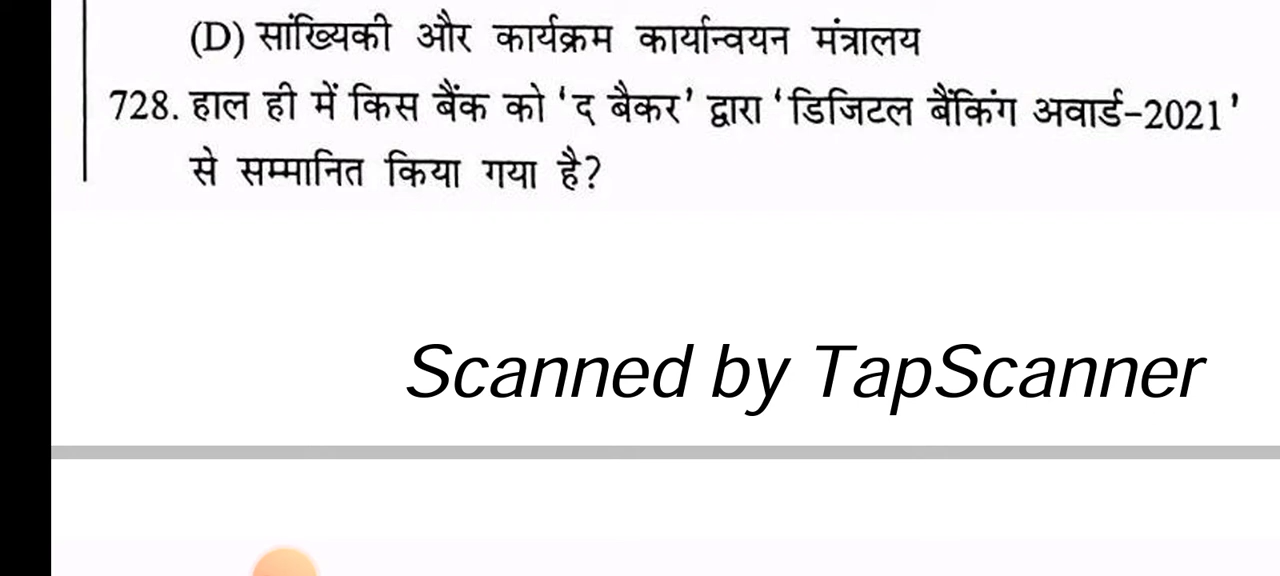 (D) सांख्यिकी और कार्यक्रम कार्यान्वयन मंत्रालय
728. हाल ही में किस बैंक को ‘द बैकर’ द्वारा ‘डिजिटल बैंकिंग अवार्ड-2021’
से सम्मानित किया गया है?
Scanned by TapScanner